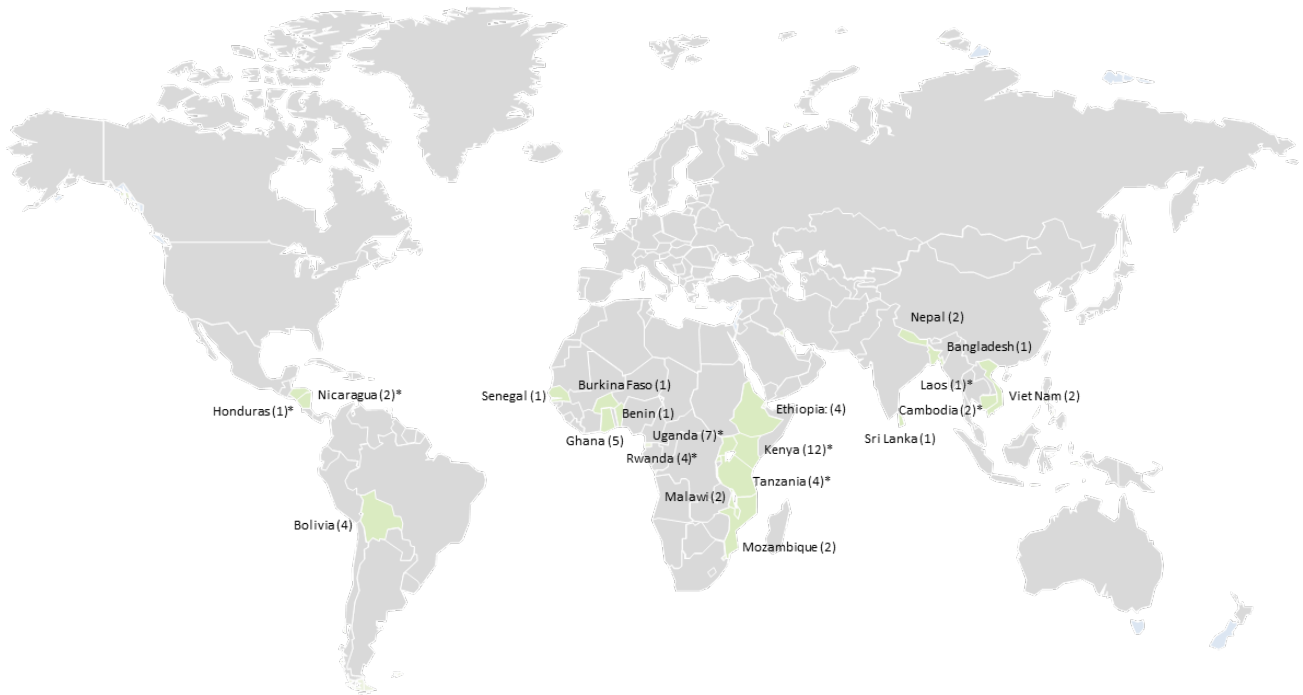 Nepal (2)
Bangladesh (1)
Laos (1)*
Viet Nam (2)
Cambodia (2)*
Sri Lanka (1)
Nicaragua (2)*
Honduras (1)*
Senegal (1)
Burkina Faso (1)
Benin (1)
Ghana (5)
Ethiopia: (4)
Uganda (7)*
Kenya (12)*
Rwanda (4)*
Tanzania (4)*
Malawi (2)
Mozambique (2)
Bolivia (4)